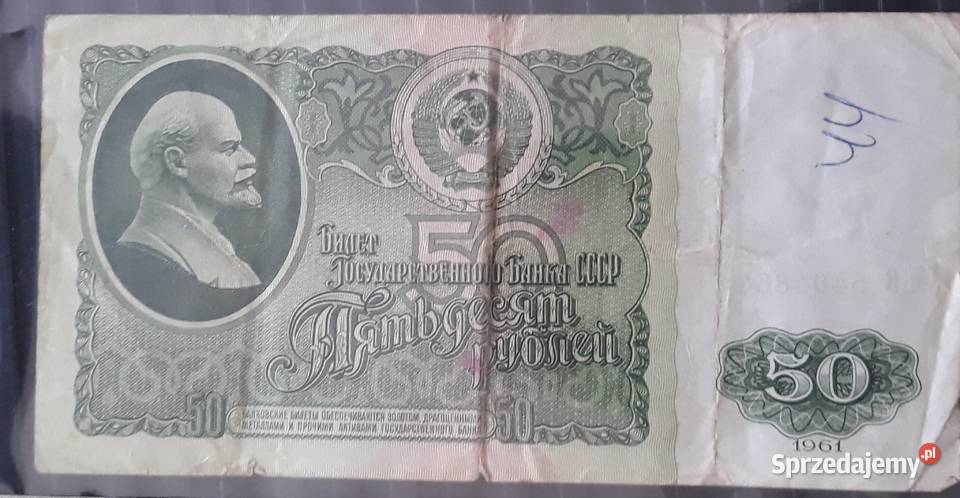 44
50
Билет
Государственного Банка СССР
Пятьдесят
рублей
50
БАНКОВСКИЕ БИЛЕТЫ ОБЕСПЕЧИВАЮТСЯ ЗОЛОТОМ, ДРАГОЦЕННЫМИ
МЕТАЛЛАМИ И ПРОЧИМИ АКТИВАМИ ГОСУДАРСТВЕННОГО БАНКА
50
50
1961
Sprzedajemy.pl